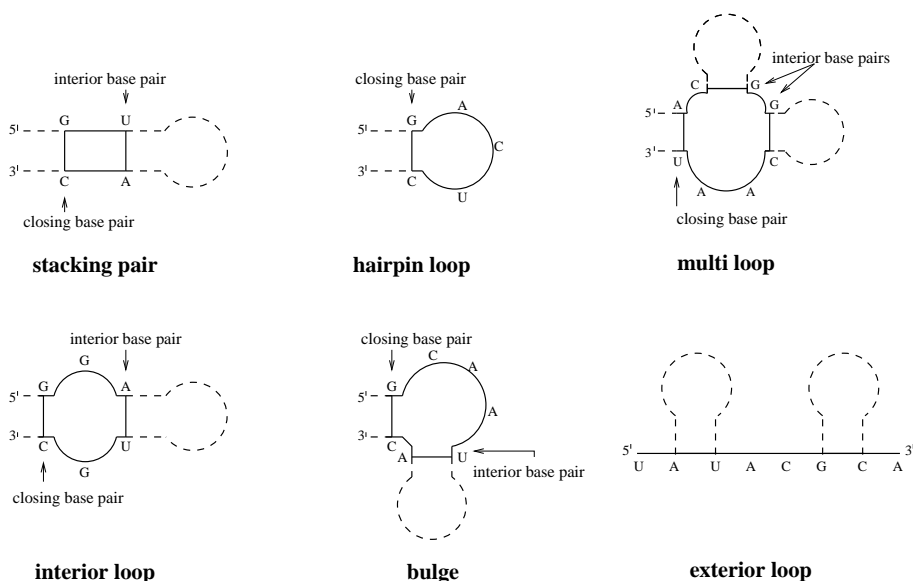 interior base pair
G U
5'
3'
C A
closing base pair
stacking pair
closing base pair
G A
5'
C
3'
C U
hairpin loop
interior base pairs
C G
A G
5'
3'
U C
A A
closing base pair
multi loop
interior base pair
G
G A
5'
3'
C U
G
closing base pair
interior loop
closing base pair
C A
G
5' A
3'
C A U
interior base pair
bulge
5' 3'
U A U A C G C A
exterior loop